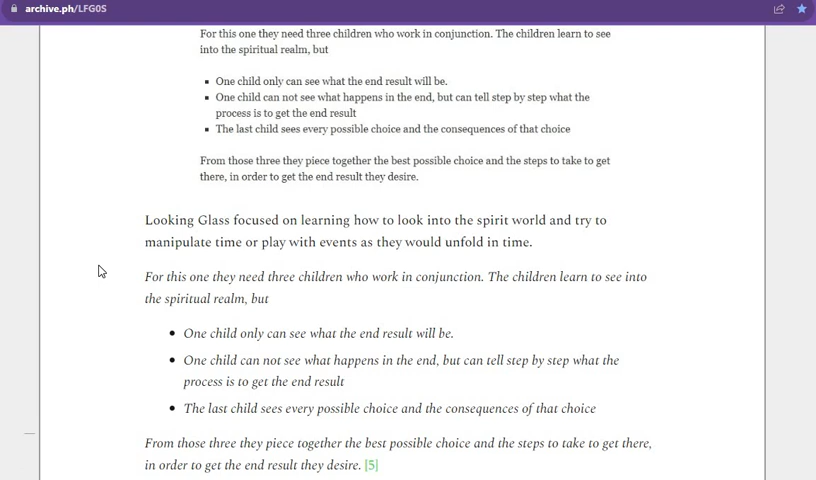 archive.ph/LFG0S
For this one they need three children who work in conjunction. The children learn to see
into the spiritual realm, but
▪ One child only can see what the end result will be.
▪ One child can not see what happens in the end, but can tell step by step what the
process is to get the end result
▪ The last child sees every possible choice and the consequences of that choice
From those three they piece together the best possible choice and the steps to take to get
there, in order to get the end result they desire.
Looking Glass focused on learning how to look into the spirit world and try to
manipulate time or play with events as they would unfold in time.
For this one they need three children who work in conjunction. The children learn to see into
the spiritual realm, but
• One child only can see what the end result will be.
• One child can not see what happens in the end, but can tell step by step what the
process is to get the end result
• The last child sees every possible choice and the consequences of that choice
From those three they piece together the best possible choice and the steps to take to get there,
in order to get the end result they desire. [5]